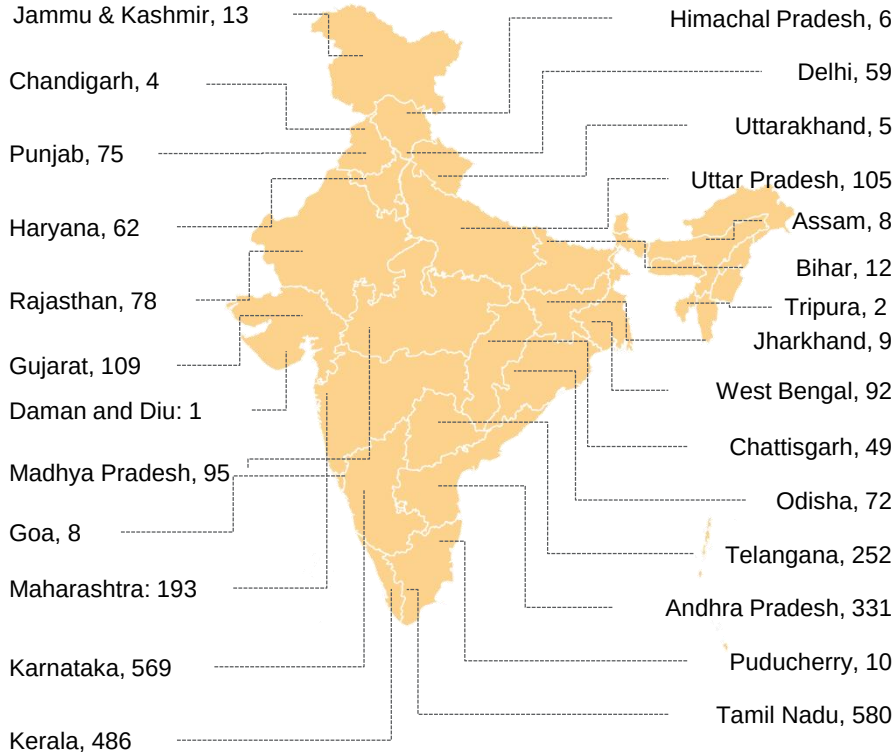 Jammu & Kashmir, 13
Himachal Pradesh, 6
Chandigarh, 4
Delhi, 59
Punjab, 75
Uttarakhand, 5
Uttar Pradesh, 105
Haryana, 62
Assam, 8
Bihar, 12
Rajasthan, 78
Tripura, 2
Jharkhand, 9
Gujarat, 109
West Bengal, 92
Daman and Diu: 1
Chattisgarh, 49
Madhya Pradesh, 95
Odisha, 72
Goa, 8
Telangana, 252
Maharashtra: 193
Andhra Pradesh, 331
Karnataka, 569
Puducherry, 10
Tamil Nadu, 580
Kerala, 486